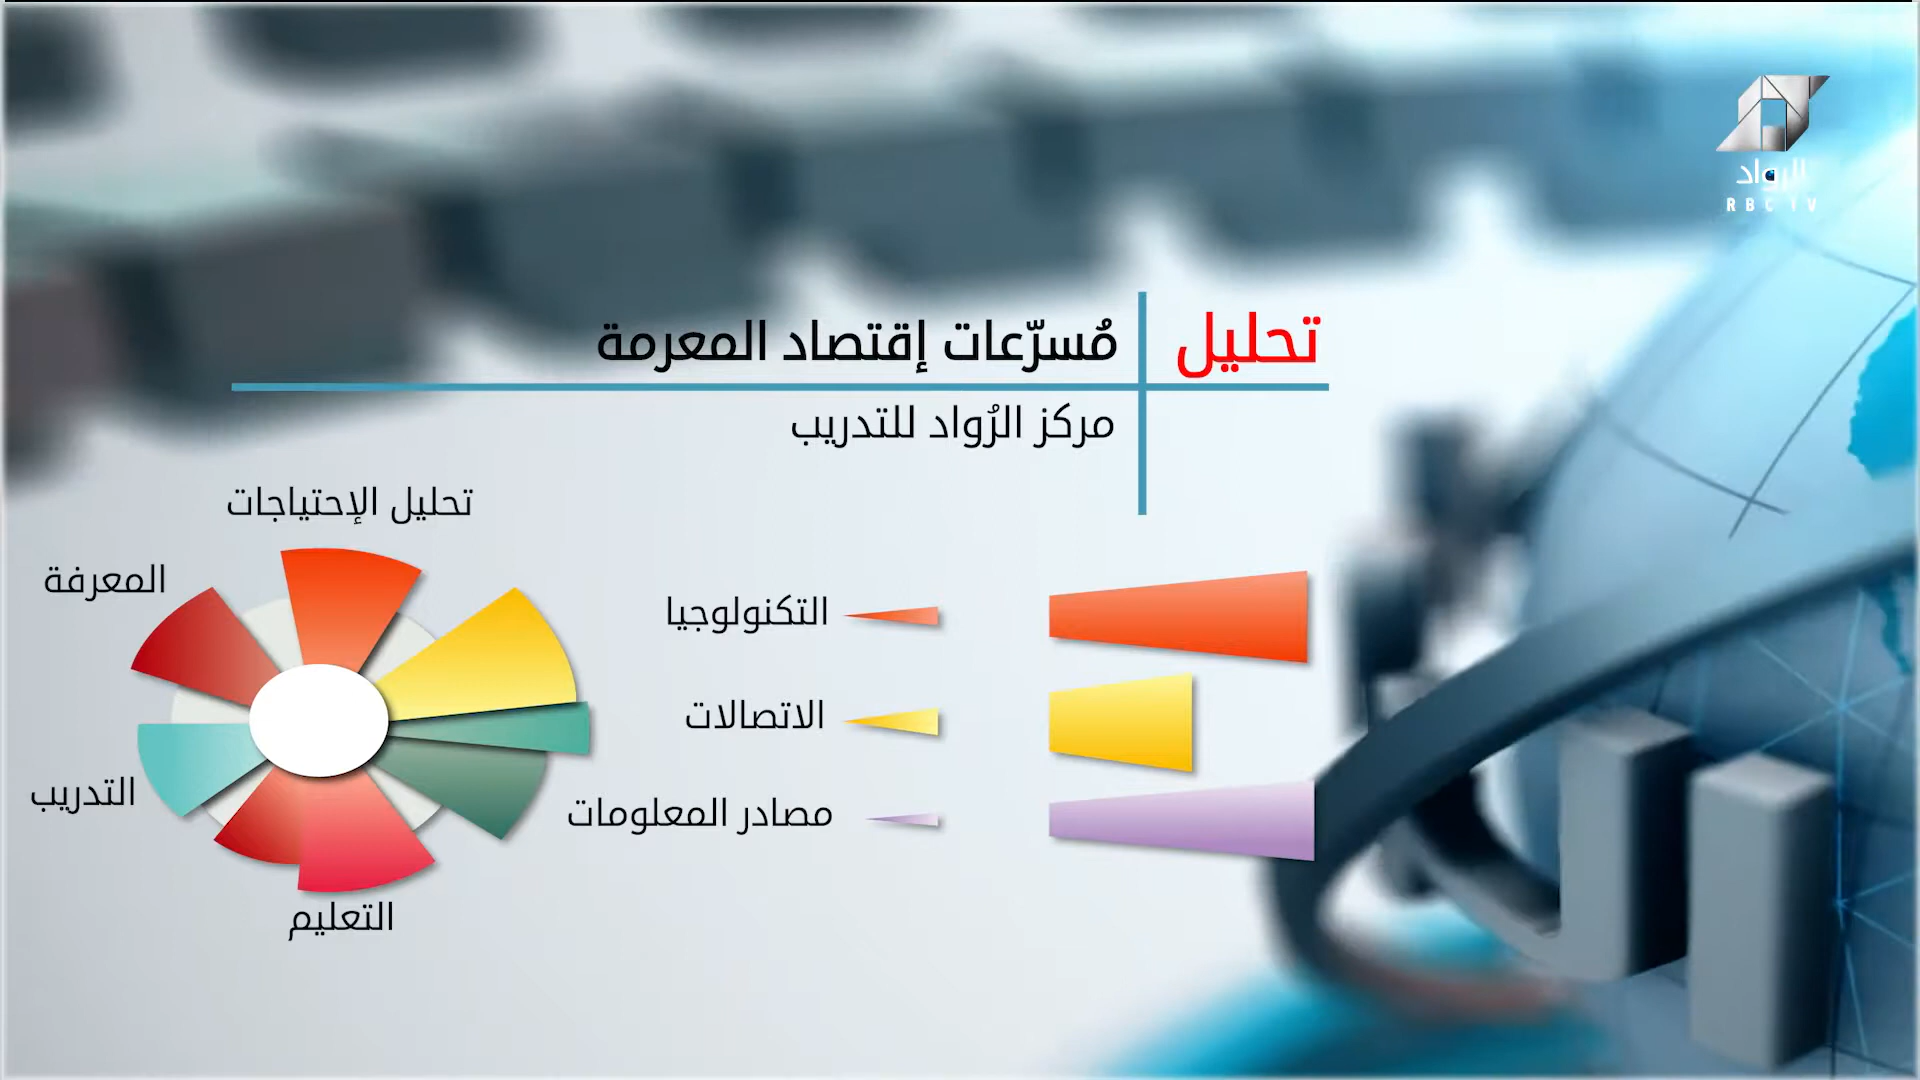 الرواد
RBC TV
تحليل
مُسرّعات إقتصاد المعرمة
مركز الرُواد للتدريب
تحليل الإحتياجات
المعرفة
التدريب
التعليم
التكنولوجيا
الاتصالات
مصادر المعلومات